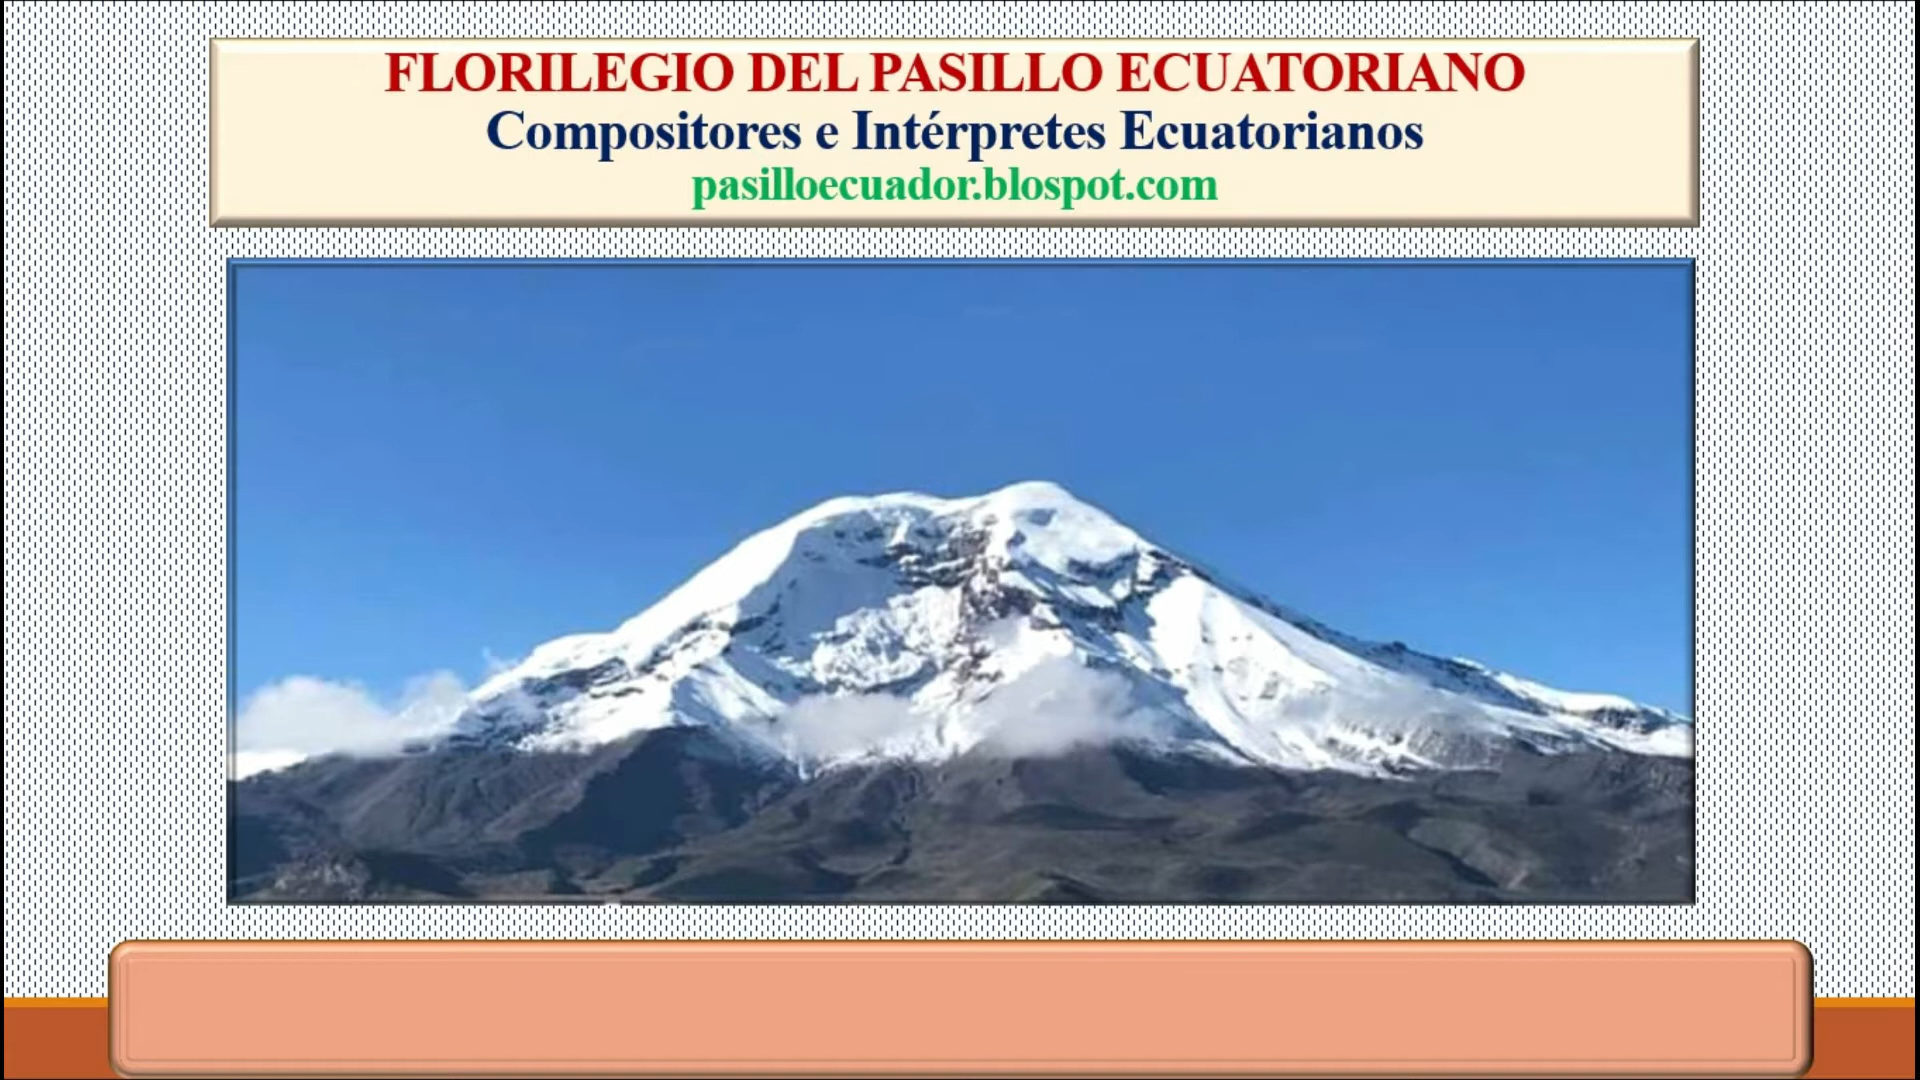 FLORILEGIO DEL PASILLO ECUATORIANO
Compositores e Intérpretes Ecuatorianos
pasilloecuador.blospot.com